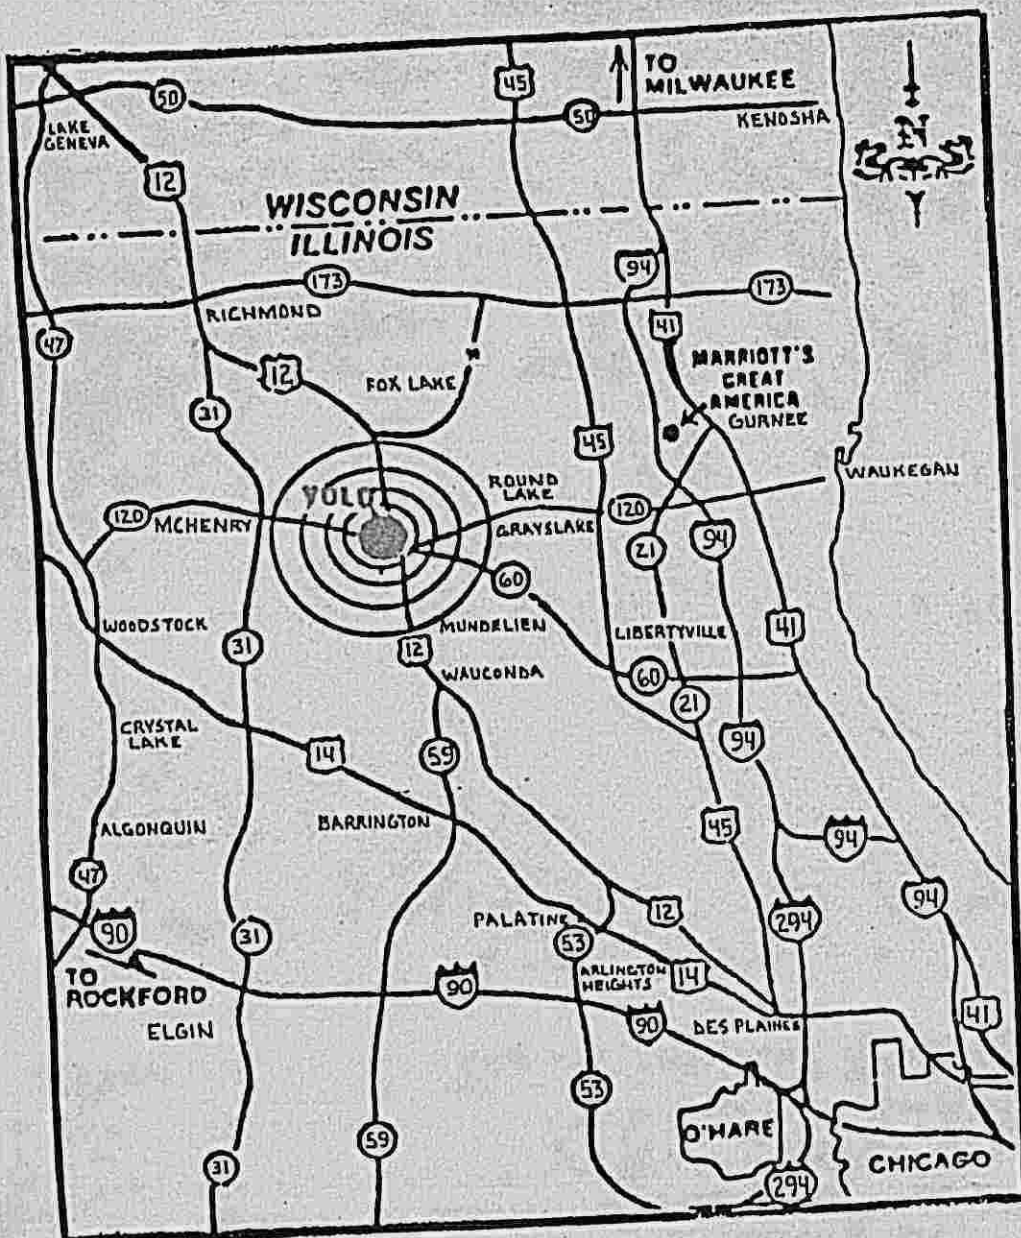 45
TO
MILWAUKEE
50
50
KENOSHA
LAKE
GENEVA
N
12
WISCONSIN
ILLINOIS
94
173
173
RICHMOND
41
47
MARRIOTT'S
GREAT
AMERICA
GURNEE
12
FOX LAKE
31
45
WAUKEGAN
ROUND
LAKE
VOLO
120
MCHENRY
GRAYSLAKE
120
21
94
60
WOODSTOCK
MUNDELIEN
LIBERTYVILLE
41
31
12
WAUCONDA
60
21
CRYSTAL
LAKE
14
59
94
ALGONQUIN
BARRINGTON
45
94
47
94
PALATINE
12
294
90
31
53
TO
ROCKFORD
ARLINGTON
HEIGHTS
14
90
41
ELGIN
90
DES PLAINES
53
59
O'HARE
CHICAGO
31
294